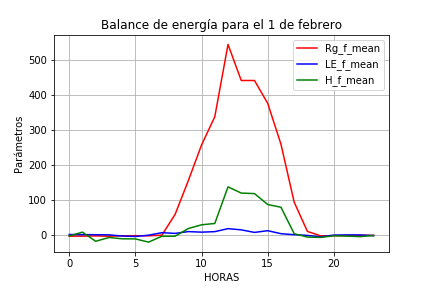 Balance de energía para el 1 de febrero
Rg_f_mean
LE_f_mean
H_f_mean
500
400
300
200
100
0
Parámetros
0 5 10 15 20
HORAS